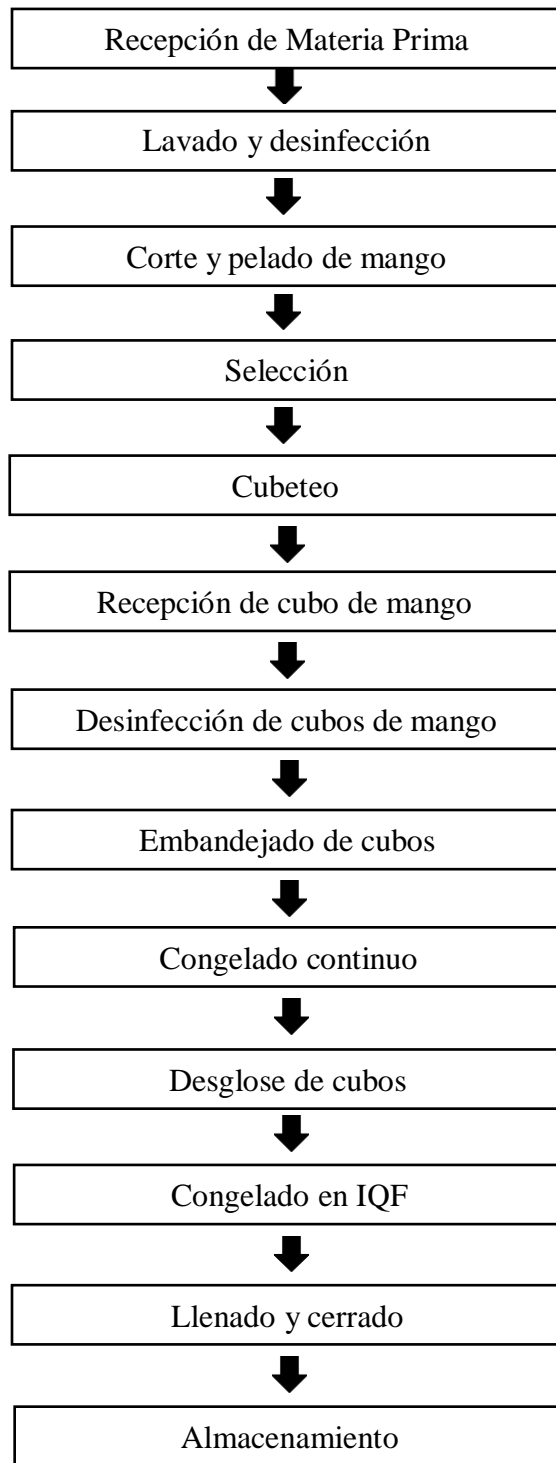 Recepción de Materia Prima
Lavado y desinfección
Corte y pelado de mango
Selección
Cubeteo
Recepción de cubo de mango
Desinfección de cubos de mango
Embandejado de cubos
Congelado continuo
Desglose de cubos
Congelado en IQF
Llenado y cerrado
Almacenamiento